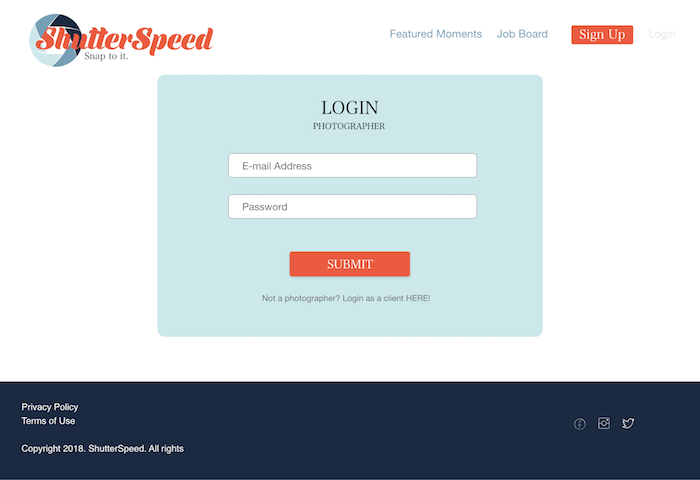 ShutterSpeed
Snap to it.
Featured Moments
Job Board
Sign Up
Login
LOGIN
PHOTOGRAPHER
E-mail Address
Password
SUBMIT
Not a photographer? Login as a client HERE!
Privacy Policy
Terms of Use
Copyright 2018. ShutterSpeed. All rights